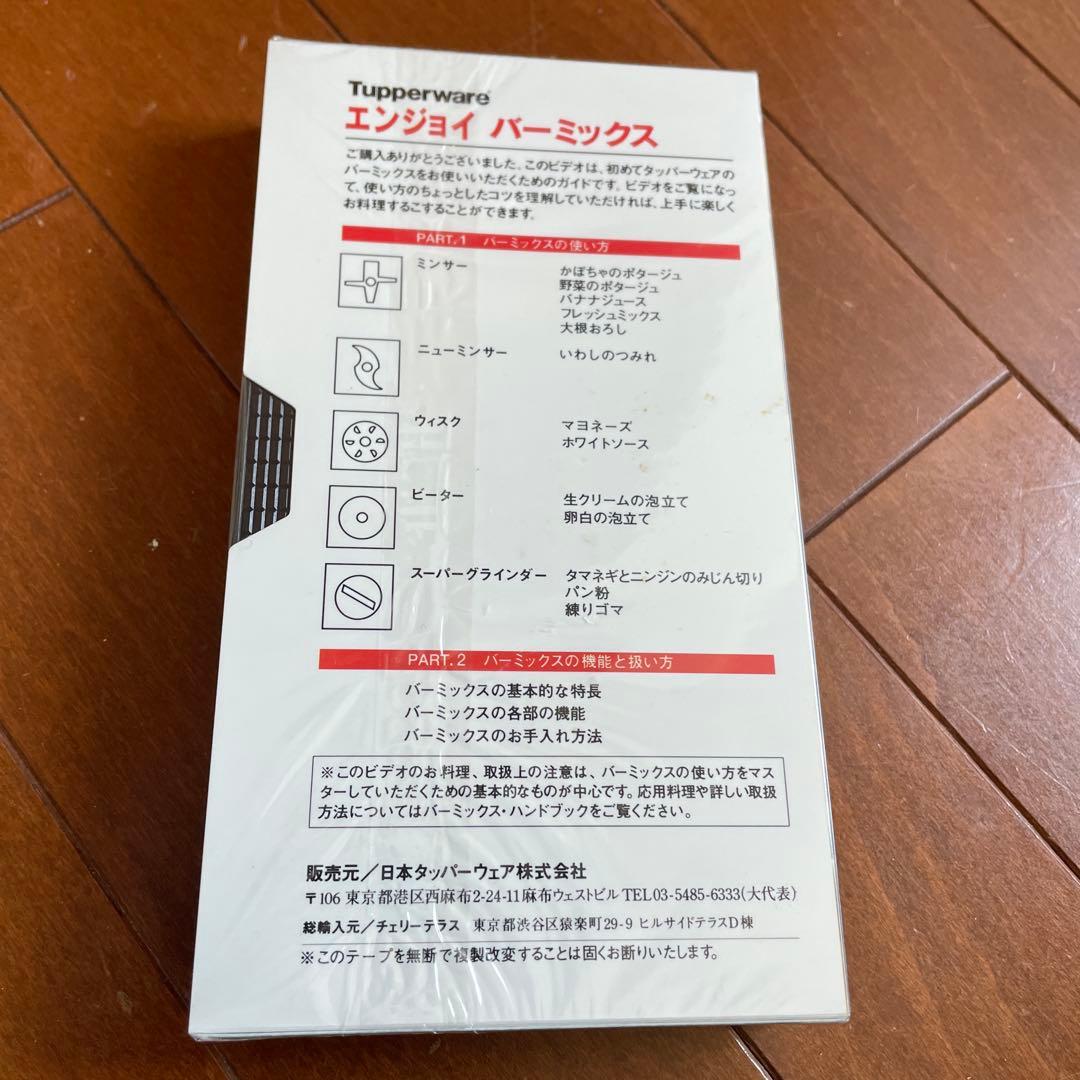 Tupperware
エンジョイ バーミックス
ご購入ありがとうございました。このビデオは、初めてタッパーウェアの
バーミックスをお使いいただくためのガイドです。ビデオをご覧になっ
て、使い方のちょっとしたコツを理解していただければ、上手に楽しく
お料理するこすることができます。
PART.1 バーミックスの使い方
ミンサー かぼちゃのポタージュ
野菜のポタージュ
バナナジュース
フレッシュミックス
大根おろし
ニューミンサー いわしのつみれ
ウィスク マヨネーズ
ホワイトソース
ビーター 生クリームの泡立て
卵白の泡立て
スーパーグラインダー タマネギとニンジンのみじん切り
パン粉
練りゴマ
PART.2 バーミックスの機能と扱い方
バーミックスの基本的な特長
バーミックスの各部の機能
バーミックスのお手入れ方法
※このビデオのお料理、取扱上の注意は、バーミックスの使い方をマス
ターしていただくための基本的なものが中心です。応用料理や詳しい取扱
方法についてはバーミックス・ハンドブックをご覧ください。
販売元／日本タッパーウェア株式会社
〒106 東京都港区西麻布2-24-11麻布ウェストビル TEL03-5485-6333(大代表)
総輸入元／チェリーテラス 東京都渋谷区猿楽町29-9 ヒルサイドテラスD棟
※このテープを無断で複製改変することは固くお断りいたします。